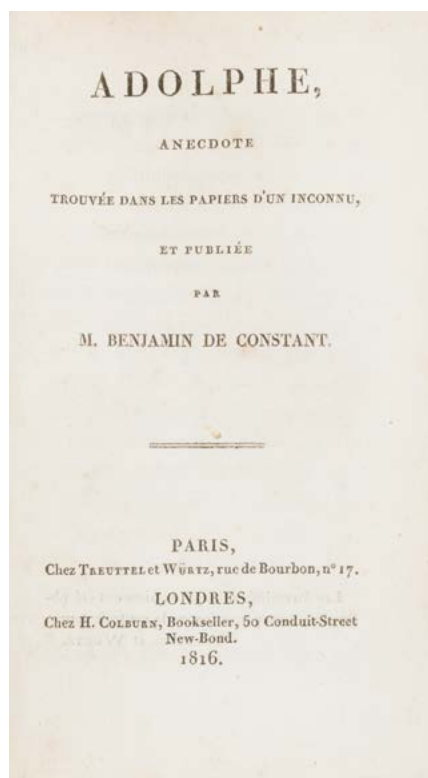 ADOLPHE,
ANECDOTE
TROUVÉE DANS LES PAPIERS D'UN INCONNU,
ET PUBLIÉE
PAR
M. BENJAMIN DE CONSTANT.
PARIS,
Chez TREUTTEL et WÜRTZ, rue de Bourbon, n° 17.
LONDRES,
Chez H. COLBURN, Bookseller, 50 Conduit-Street
New-Bond.
1816.